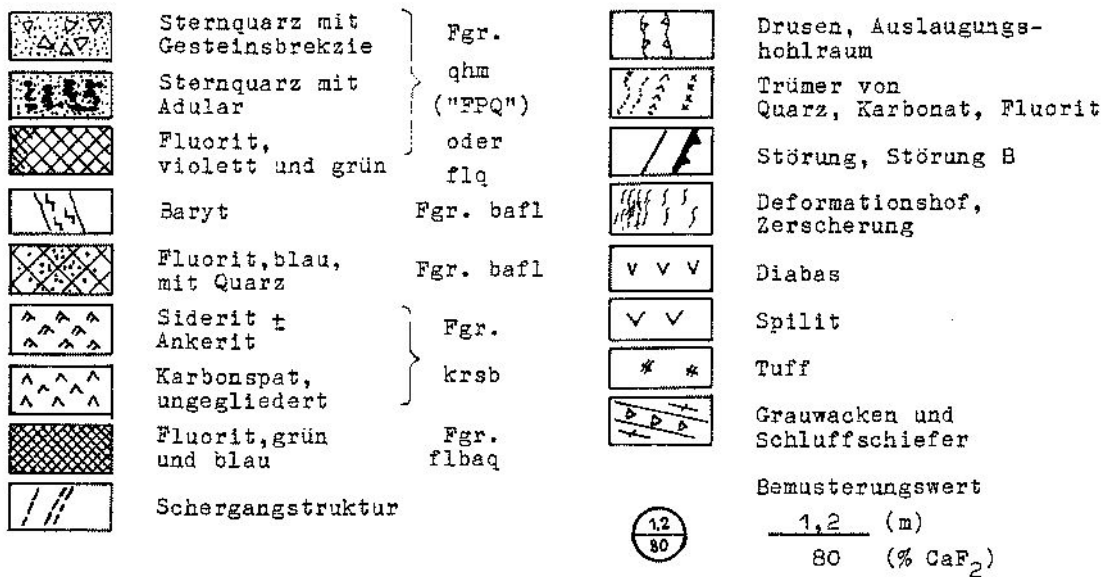 Sternquarz mit
Gesteinsbrekzie
Sternquarz mit
Adular
Fluorit,
violett und grün
Fgr.
qhm
("FPQ")
oder
flq
Baryt Fgr. bafl
Fluorit,blau,
mit Quarz
Fgr. bafl
Siderit ±
Ankerit
Karbonspat,
ungegliedert
Fgr.
krsb
Fluorit,grün
und blau
Fgr.
flbaq
Schergangstruktur
Drusen, Auslaugungs-
hohlraum
Trümer von
Quarz, Karbonat, Fluorit
Störung, Störung B
Deformationshof,
Zerscherung
Diabas
Spilit
Tuff
Grauwacken und
Schluffschiefer
Bemusterungswert
1,2
80
1,2 (m)
80 (% CaF₂)